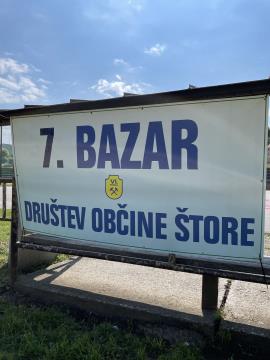 7. BAZAR
DRUŠTEV OBČINE ŠTORE